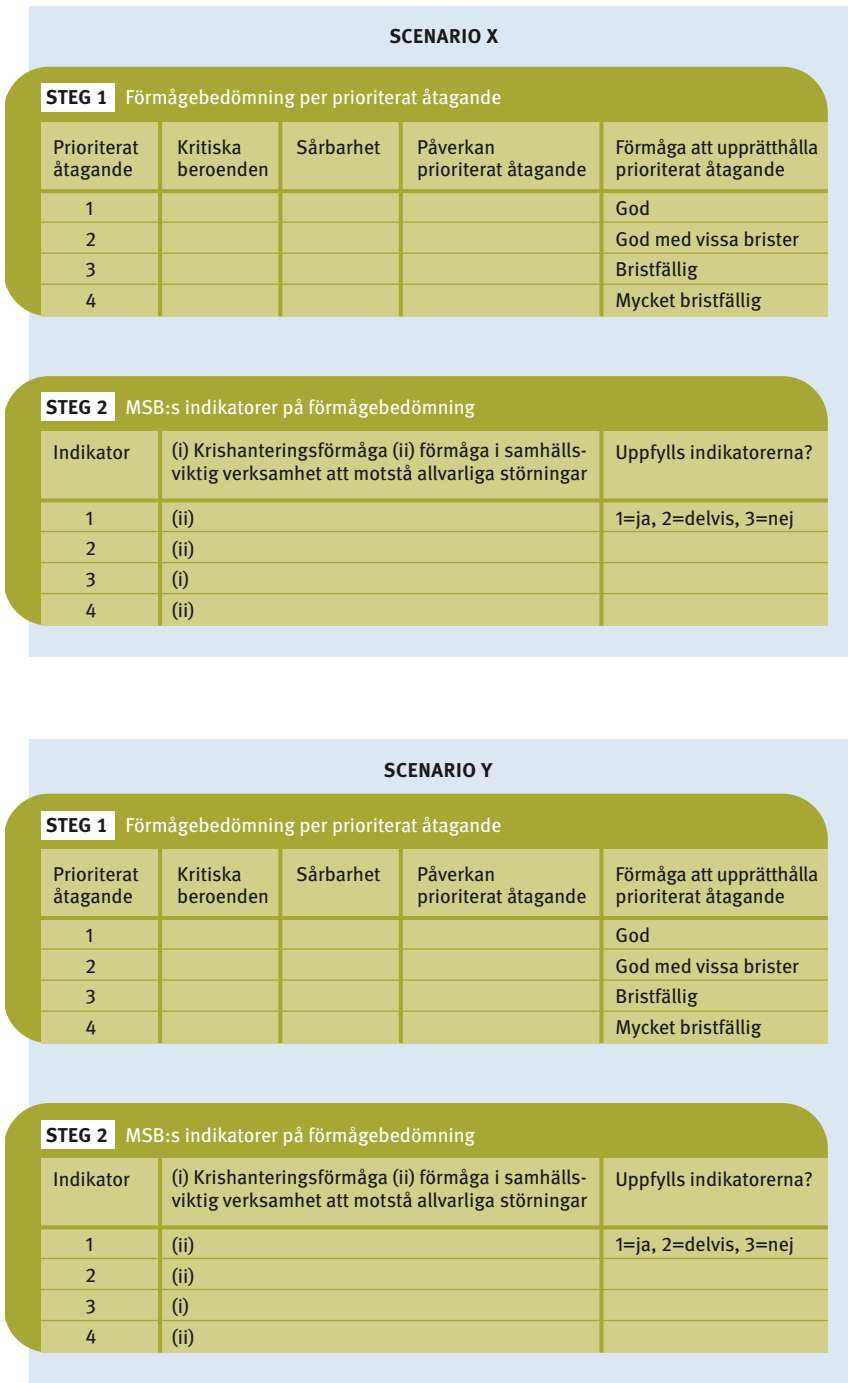 SCENARIO X
STEG 1 Förmågebedömning per prioriterat åtagande
Prioriterat åtagande Kritiska beroenden Sårbarhet Påverkan prioriterat åtagande Förmåga att upprätthålla prioriterat åtagande
1 God
2 God med vissa brister
3 Bristfällig
4 Mycket bristfällig
STEG 2 MSB:s indikatorer på förmågebedömning
Indikator (i) Krishanteringsförmåga (ii) förmåga i samhälls-viktig verksamhet att motstå allvarliga störningar Uppfylls indikatorerna?
1 (ii) 1=ja, 2=delvis, 3=nej
2 (ii)
3 (i)
4 (ii)
SCENARIO Y
STEG 1 Förmågebedömning per prioriterat åtagande
Prioriterat åtagande Kritiska beroenden Sårbarhet Påverkan prioriterat åtagande Förmåga att upprätthålla prioriterat åtagande
1 God
2 God med vissa brister
3 Bristfällig
4 Mycket bristfällig
STEG 2 MSB:s indikatorer på förmågebedömning
Indikator (i) Krishanteringsförmåga (ii) förmåga i samhälls-viktig verksamhet att motstå allvarliga störningar Uppfylls indikatorerna?
1 (ii) 1=ja, 2=delvis, 3=nej
2 (ii)
3 (i)
4 (ii)